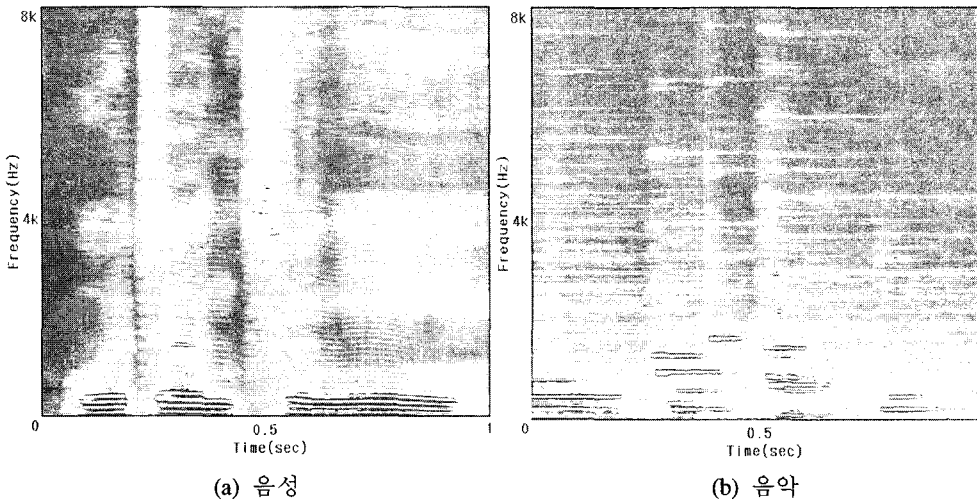 8k
Frequency(Hz)
4k
0
0.5
1
Time(sec)
(a) 음성
8k
Frequency(Hz)
4k
0
0.5
Time(sec)
(b) 음악